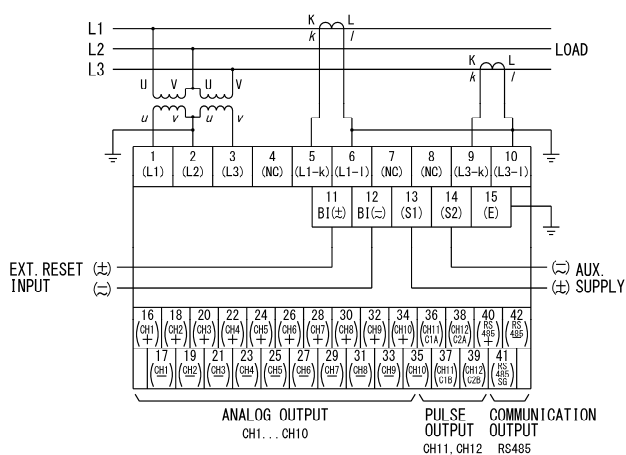 L1 K L
k l
L2 LOAD
L3 K L
k l
U V U V
u v u v
1 2 3 4 5 6 7 8 9 10
(L1) (L2) (L3) (NC) (L1-k) (L1-l) (NC) (NC) (L3-k) (L3-l)
11 12 13 14 15
BI(±) BI(≂) (S1) (S2) (E)
EXT. RESET (±) (≂) AUX.
INPUT (≂) (±) SUPPLY
16 18 20 22 24 26 28 30 32 34 36 38 40 42
(CH1 +) (CH2 +) (CH3 +) (CH4 +) (CH5 +) (CH6 +) (CH7 +) (CH8 +) (CH9 +) (CH10 +) (CH11 C1A) (CH12 C2A) (RS 485 +) (RS 485 −)
17 19 21 23 25 27 29 31 33 35 37 39 41
(CH1 −) (CH2 −) (CH3 −) (CH4 −) (CH5 −) (CH6 −) (CH7 −) (CH8 −) (CH9 −) (CH10 −) (CH11 C1B) (CH12 C2B) (RS 485 SG)
ANALOG OUTPUT
CH1...CH10
PULSE
OUTPUT
CH11, CH12
COMMUNICATION
OUTPUT
RS485